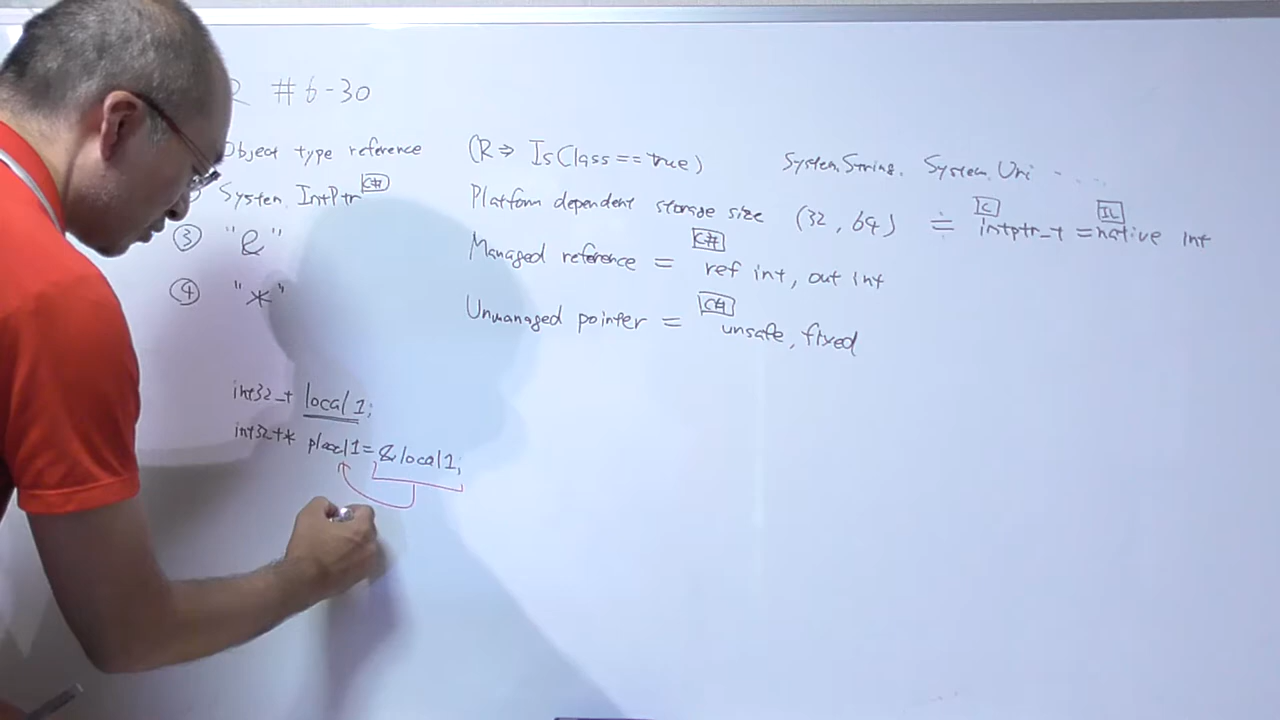 R #6-30
Object type reference (R ⇒ IsClass == true) System.String, System.Uri ....
System.IntPtr C# Platform dependent storage size (32, 64) ≒ C intptr_t = IL native int
③ "&" Managed reference = C# ref int, out int
④ "*" Unmanaged pointer = C# unsafe, fixed
int32_t local1;
int32_t* plocal1 = &local1;